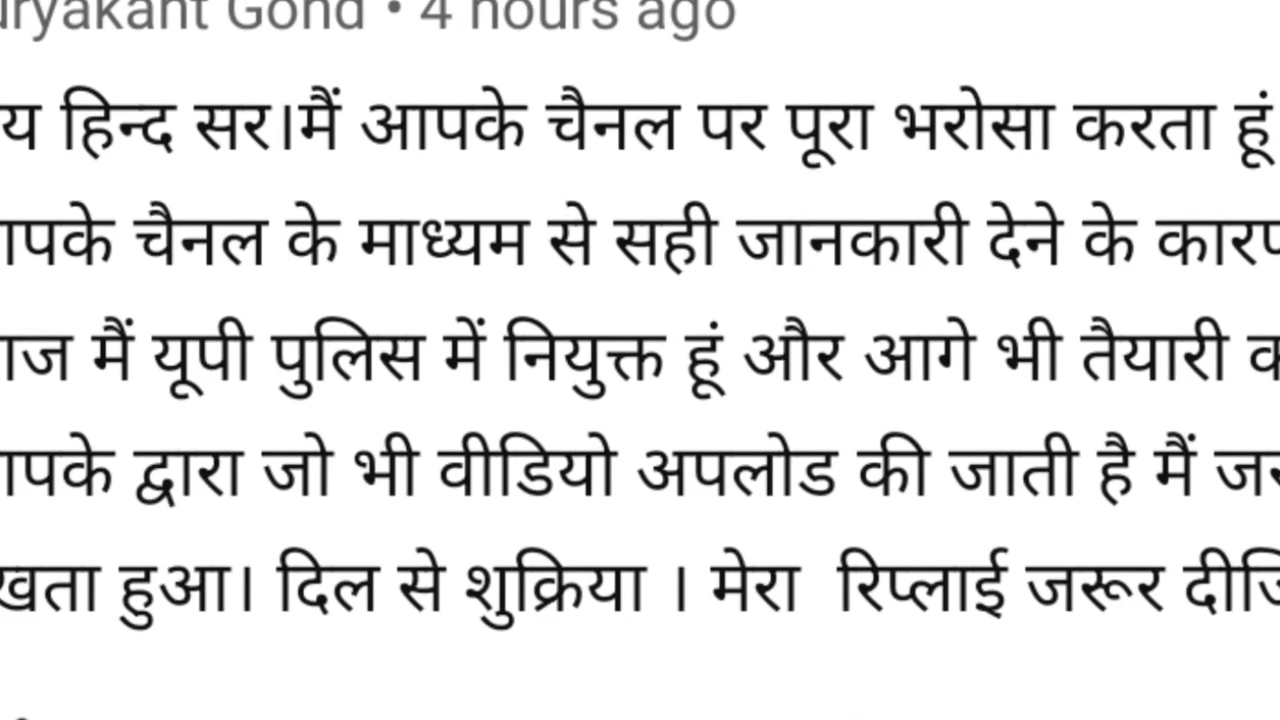 uryakant Gond • 4 hours ago
य हिन्द सर।मैं आपके चैनल पर पूरा भरोसा करता हूं
ापके चैनल के माध्यम से सही जानकारी देने के
ाज मैं यूपी पुलिस में नियुक्त हूं और आगे भी तैयारी
ापके द्वारा जो भी वीडियो अपलोड की जाती है मैं
खता हुआ। दिल से शुक्रिया । मेरा रिप्लाई जरूर